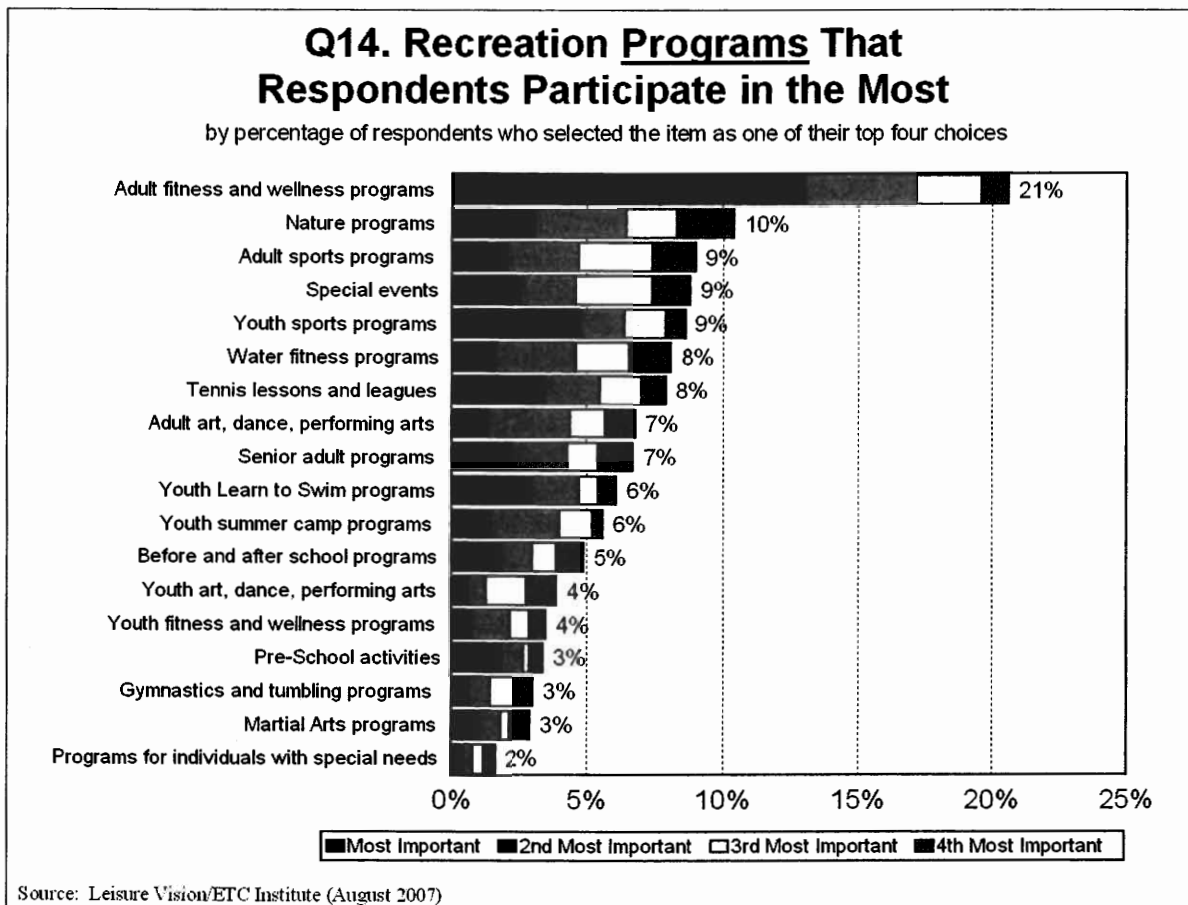 Q14. Recreation Programs That
Respondents Participate in the Most
by percentage of respondents who selected the item as one of their top four choices
Adult fitness and wellness programs 21%
Nature programs 10%
Adult sports programs 9%
Special events 9%
Youth sports programs 9%
Water fitness programs 8%
Tennis lessons and leagues 8%
Adult art, dance, performing arts 7%
Senior adult programs 7%
Youth Learn to Swim programs 6%
Youth summer camp programs 6%
Before and after school programs 5%
Youth art, dance, performing arts 4%
Youth fitness and wellness programs 4%
Pre-School activities 3%
Gymnastics and tumbling programs 3%
Martial Arts programs 3%
Programs for individuals with special needs 2%
0% 5% 10% 15% 20% 25%
Most Important 2nd Most Important 3rd Most Important 4th Most Important
Source: Leisure Vision/ETC Institute (August 2007)